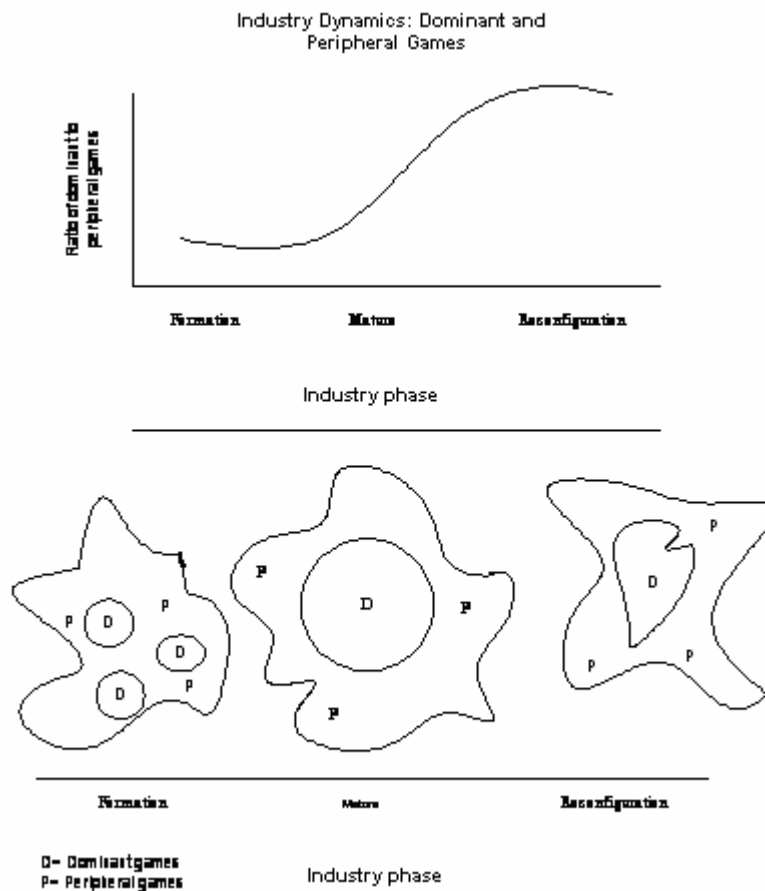 Industry Dynamics: Dominant and
Peripheral Games
Ratio of dominant to
peripheral games
Formation Mature Reconfiguration
Industry phase
P
P
P
P
D
D
P
D
P
D
D
P
P
P
P
Formation Mature Reconfiguration
D= Dominant games
P= Peripheral games
Industry phase